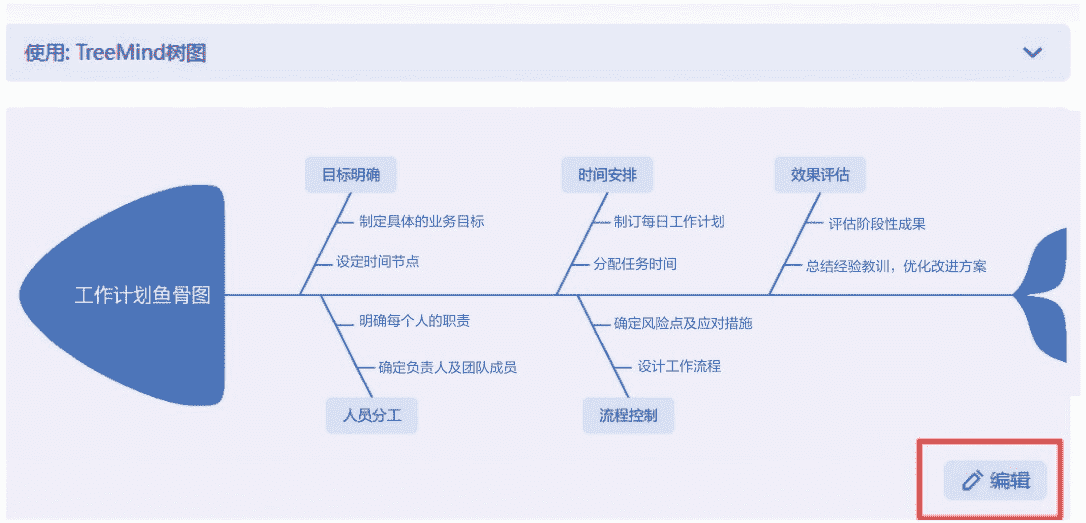 使用: TreeMind树图
目标明确
时间安排
效果评估
制定具体的业务目标
制订每日工作计划
评估阶段性成果
设定时间节点
分配任务时间
总结经验教训，优化改进方案
工作计划鱼骨图
明确每个人的职责
确定风险点及应对措施
确定负责人及团队成员
设计工作流程
人员分工
流程控制
编辑